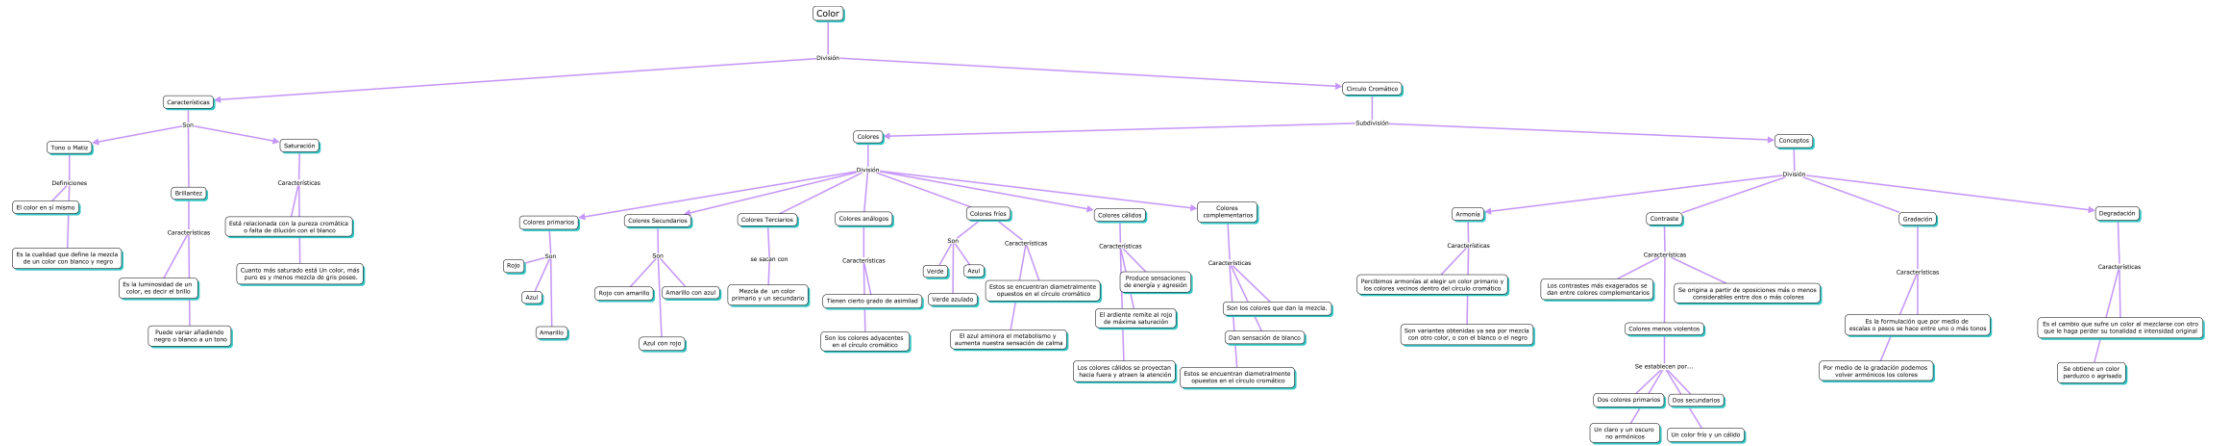 Color
División
Características
Círculo Cromático
Son
Subdivisión
Tono o Matiz
Saturación
Colores
Conceptos
Definiciones
Brillantez
Características
División
División
El color en sí mismo
Es la cualidad que define la mezcla
de un color con blanco y negro
Características
Es la luminosidad de un
color, es decir el brillo
Puede variar añadiendo
negro o blanco a un tono
Está relacionada con la pureza cromática
o falta de dilución con el blanco
Cuanto más saturado está Un color, más
puro es y menos mezcla de gris posee.
Colores primarios
Son
Rojo
Azul
Amarillo
Colores Secundarios
Son
Rojo con amarillo
Amarillo con azul
Azul con rojo
Colores Terciarios
se sacan con
Mezcla de un color
primario y un secundario
Colores análogos
Características
Tienen cierto grado de asimilad
Son los colores adyacentes
en el círculo cromático
Colores fríos
Son
Verde
Azul
Verde azulado
Características
Estos se encuentran diametralmente
opuestos en el círculo cromático
El azul aminora el metabolismo y
aumenta nuestra sensación de calma
Colores cálidos
Características
Produce sensaciones
de energía y agresión
El ardiente remite al rojo
de máxima saturación
Los colores cálidos se proyectan
hacia fuera y atraen la atención
Colores
complementarios
Características
Son los colores que dan la mezcla.
Dan sensación de blanco
Estos se encuentran diametralmente
opuestos en el círculo cromático
Armonía
Características
Percibimos armonías al elegir un color primario y
los colores vecinos dentro del círculo cromático
Son variantes obtenidas ya sea por mezcla
con otro color, o con el blanco o el negro
Contraste
Características
Los contrastes más exagerados se
dan entre colores complementarios
Se origina a partir de oposiciones más o menos
considerables entre dos o más colores
Colores menos violentos
Se establecen por...
Dos colores primarios
Dos secundarios
Un claro y un oscuro
no armónicos
Un color frío y un cálido
Gradación
Características
Es la formulación que por medio de
escalas o pasos se hace entre uno o más tonos
Por medio de la gradación podemos
volver armónicos los colores
Degradación
Características
Es el cambio que sufre un color al mezclarse con otro
que le haga perder su tonalidad e intensidad original
Se obtiene un color
parduzco o agrisado